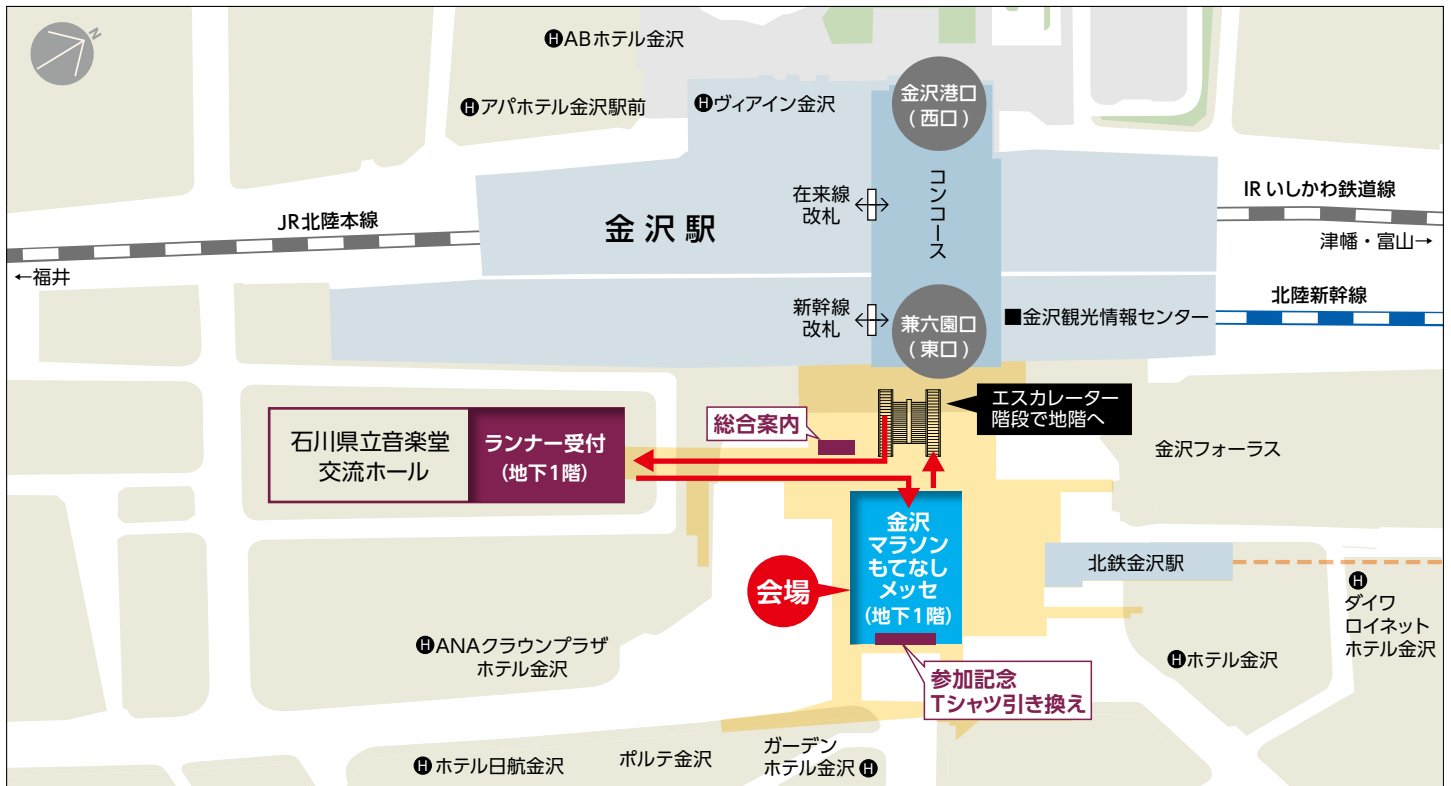 N
🅗ABホテル金沢
🅗アパホテル金沢駅前
🅗ヴィアイン金沢
金沢港口
(西口)
コンコース
在来線
改札
金沢駅
JR北陸本線
←福井
IRいしかわ鉄道線
津幡・富山→
新幹線
改札
兼六園口
(東口)
■金沢観光情報センター
北陸新幹線
エスカレーター
階段で地階へ
総合案内
石川県立音楽堂
交流ホール
ランナー受付
(地下1階)
金沢フォーラス
金沢
マラソン
もてなし
メッセ
(地下1階)
会場
北鉄金沢駅
🅗
ダイワ
ロイネット
ホテル金沢
🅗ANAクラウンプラザ
ホテル金沢
🅗ホテル金沢
参加記念
Tシャツ引き換え
🅗ホテル日航金沢
ポルテ金沢
ガーデン
ホテル金沢🅗